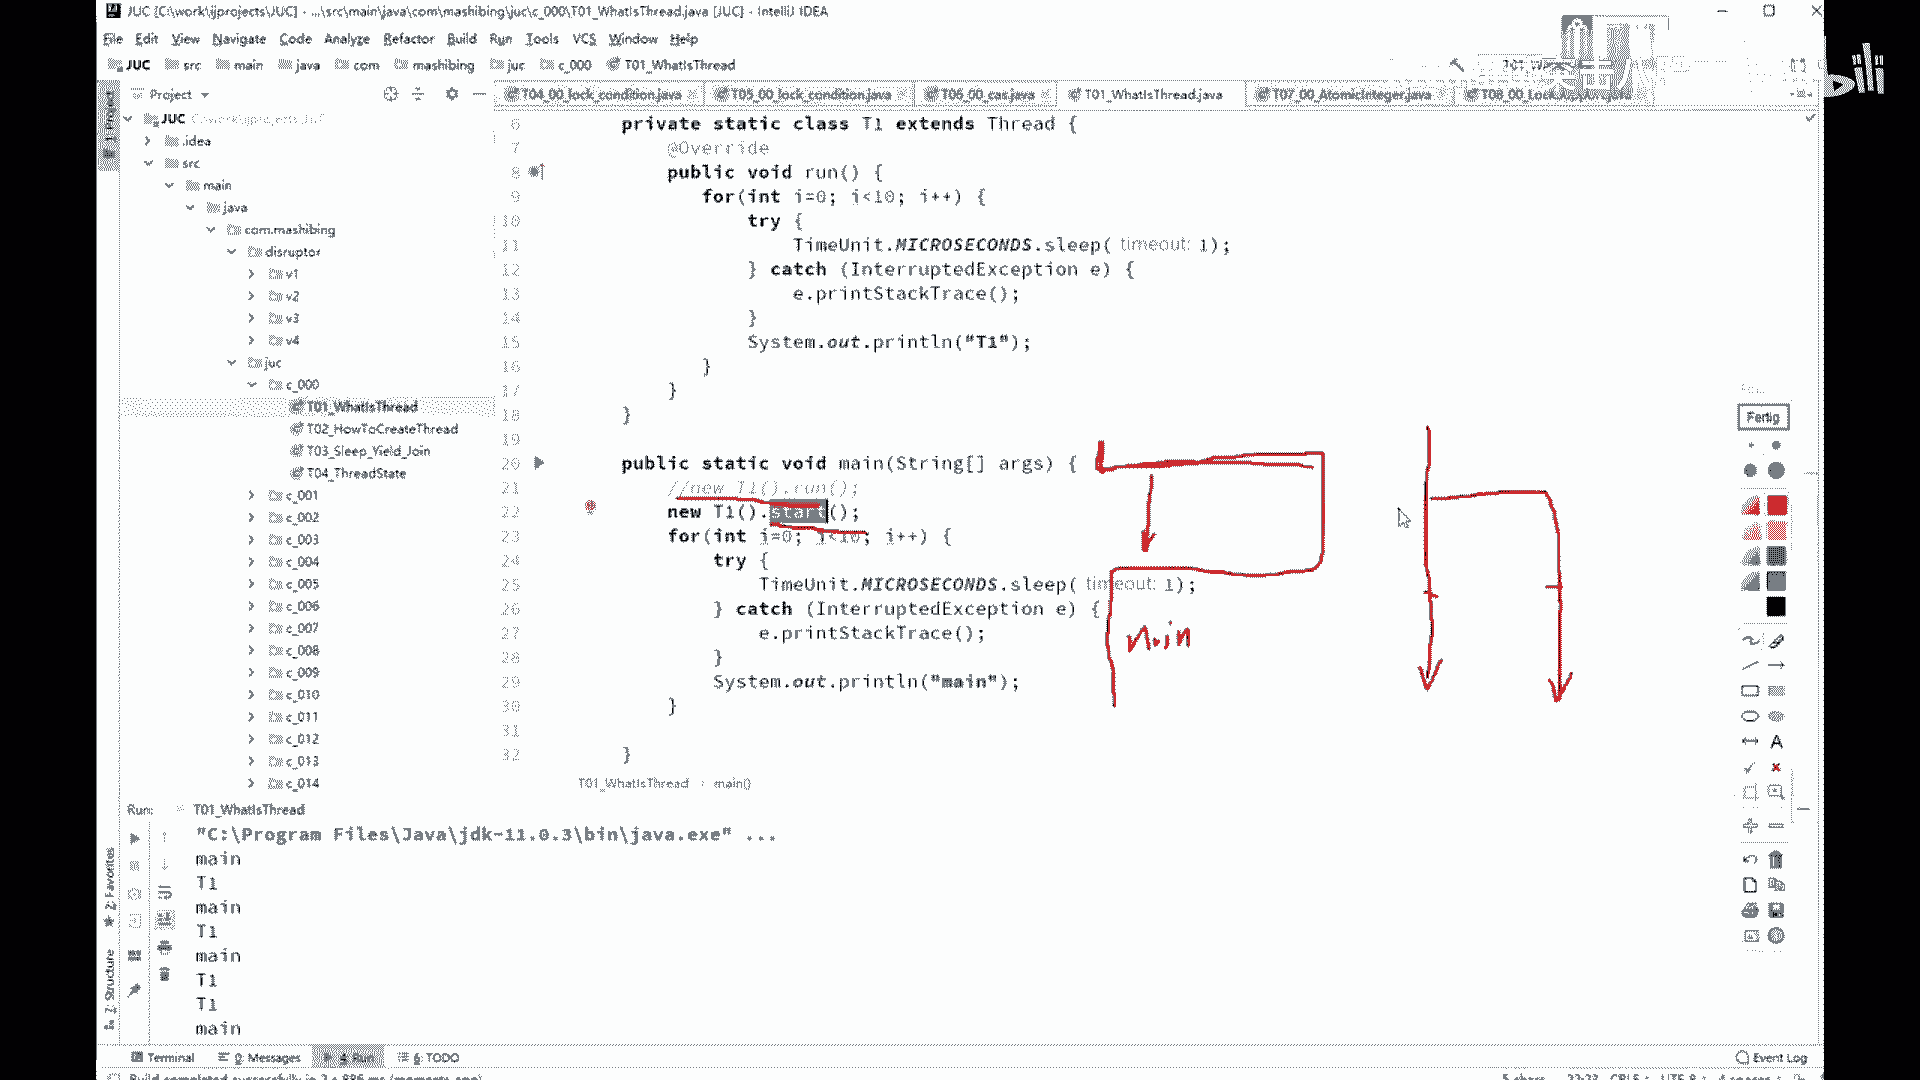 JUC [C:\work\ijprojects\JUC] - ...\src\main\java\com\mashibing\juc\c_000\T01_WhatIsThread.java [JUC] - IntelliJ IDEA
File Edit View Navigate Code Analyze Refactor Build Run Tools VCS Window Help
JUC src main java com mashibing juc c_000 T01_WhatIsThread
Project
T04_00_lock_condition.java T05_00_lock_condition.java T06_00_cas.java T01_WhatIsThread.java T07_00_AtomicInteger.java
1: Project
JUC C:\work\ijprojects\JUC
.idea
src
main
java
com.mashibing
disruptor
v1
v2
v3
v4
juc
c_000
T01_WhatIsThread
T02_HowToCreateThread
T03_Sleep_Yield_Join
T04_ThreadState
c_001
c_002
c_003
c_004
c_005
c_006
c_007
c_008
c_009
c_010
c_011
c_012
c_013
c_014
6 private static class T1 extends Thread {
7 @Override
8 public void run() {
9 for(int i=0; i<10; i++) {
10 try {
11 TimeUnit.MICROSECONDS.sleep( timeout: 1);
12 } catch (InterruptedException e) {
13 e.printStackTrace();
14 }
15 System.out.println("T1");
16 }
17 }
18 }
19
20 public static void main(String[] args) {
21 //new T1().run();
22 new T1().start();
23 for(int i=0; i<10; i++) {
24 try {
25 TimeUnit.MICROSECONDS.sleep( timeout: 1);
26 } catch (InterruptedException e) {
27 e.printStackTrace();
28 }
29 System.out.println("main");
30 }
31
32 }
T01_WhatIsThread › main()
main
Fertig
A
Run: T01_WhatIsThread
"C:\Program Files\Java\jdk-11.0.3\bin\java.exe" ...
main
T1
main
T1
main
T1
T1
main
2: Favorites
7: Structure
Terminal 0: Messages 4: Run 6: TODO Event Log